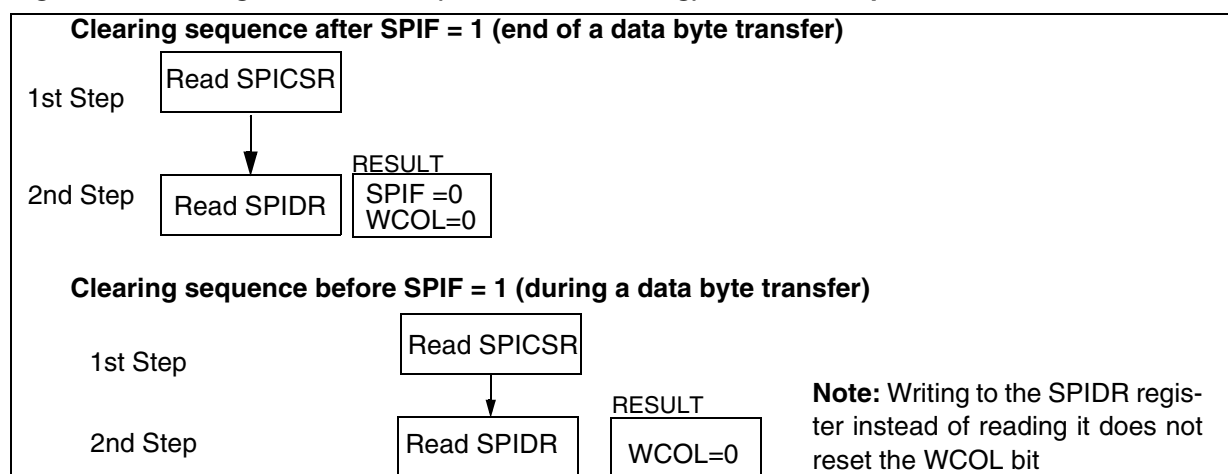 Clearing sequence after SPIF = 1 (end of a data byte transfer)
1st Step
Read SPICSR
2nd Step
Read SPIDR
RESULT
SPIF =0
WCOL=0
Clearing sequence before SPIF = 1 (during a data byte transfer)
1st Step
Read SPICSR
2nd Step
Read SPIDR
RESULT
WCOL=0
Note: Writing to the SPIDR regis-
ter instead of reading it does not
reset the WCOL bit